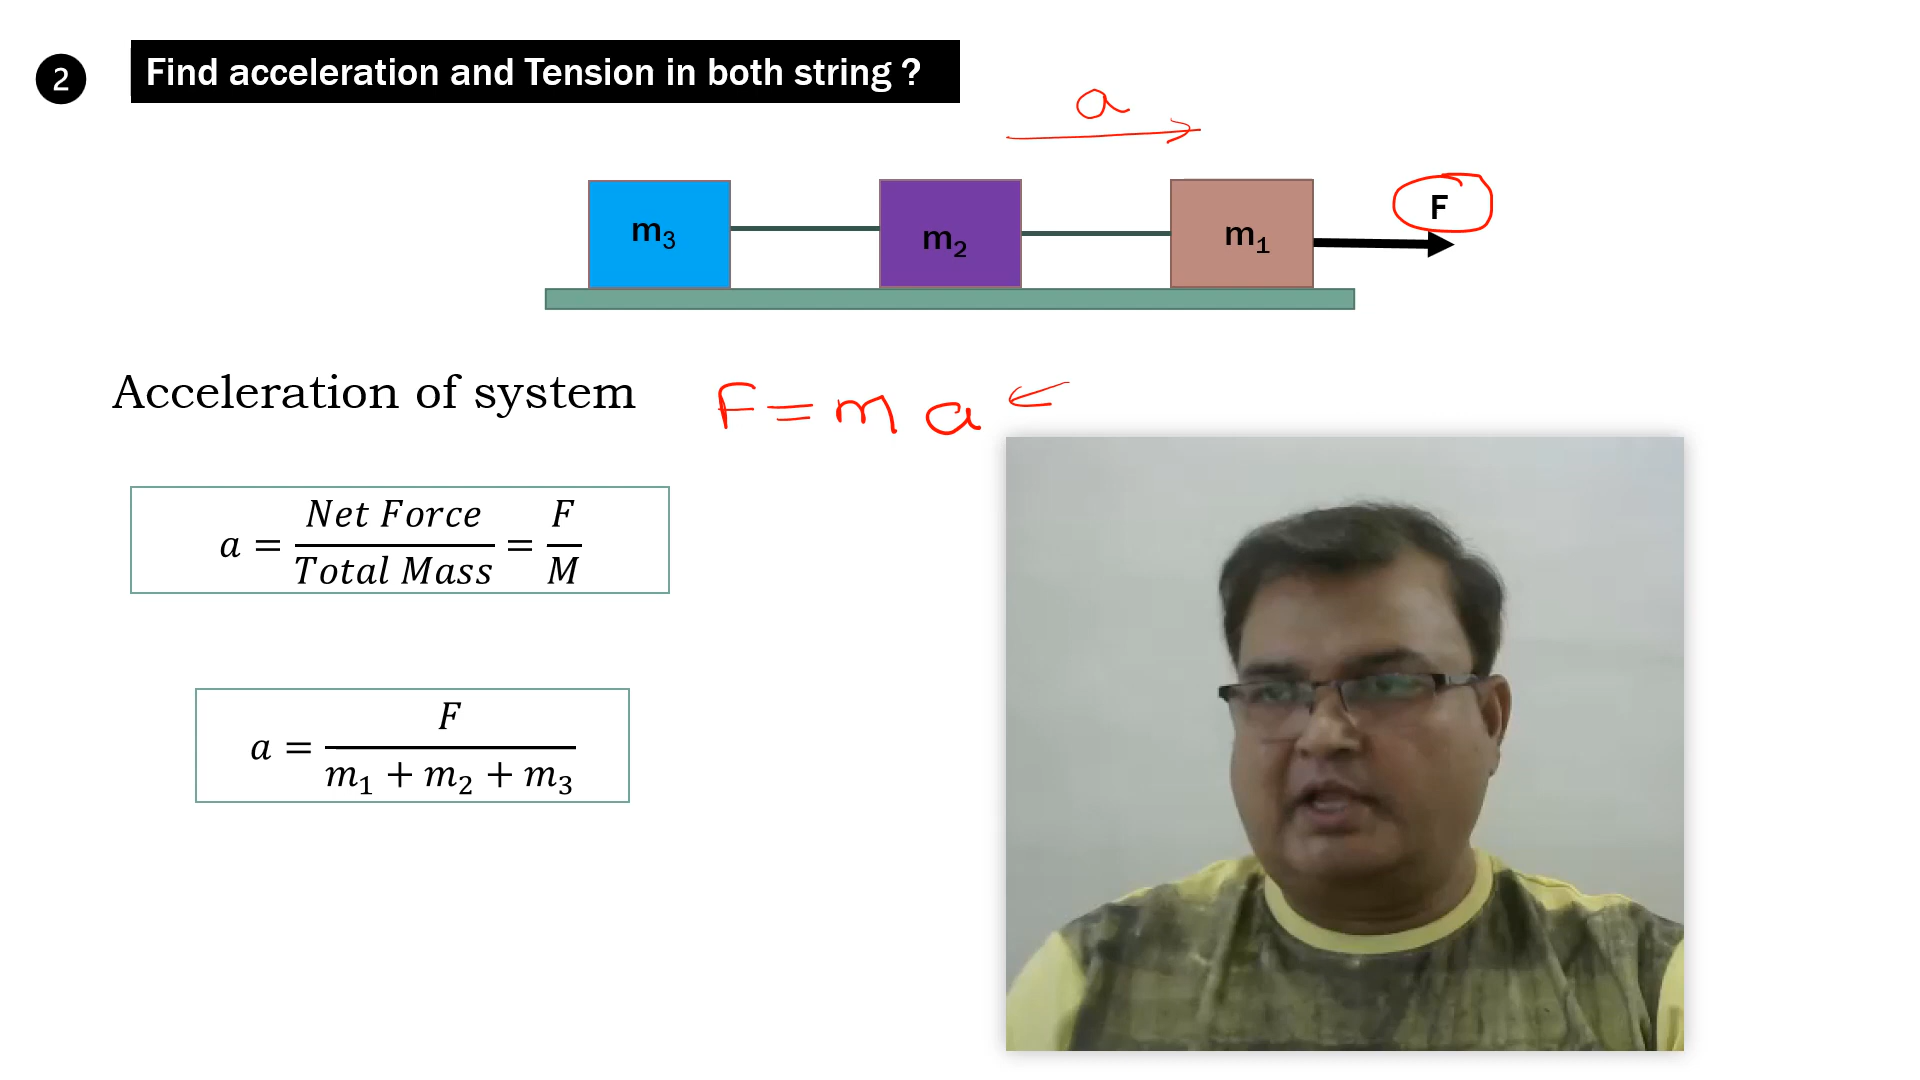 2
Find acceleration and Tension in both string ?
a
F
m₃
m₂
m₁
Acceleration of system
F = m a
a = Net Force / Total Mass = F / M
a = F / m₁ + m₂ + m₃